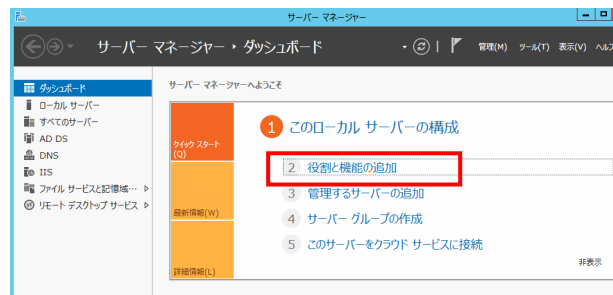 サーバー マネージャー
サーバー マネージャー ・ ダッシュボード
管理(M) ツール(T) 表示(V)
ダッシュボード
ローカル サーバー
すべてのサーバー
AD DS
DNS
IIS
ファイル サービスと記憶域…
リモート デスクトップ サービス
サーバー マネージャーへようこそ
クイック スタート
(Q)
最新情報(W)
詳細情報(L)
1 このローカル サーバーの構成
2 役割と機能の追加
3 管理するサーバーの追加
4 サーバー グループの作成
5 このサーバーをクラウド サービスに接続
非表示